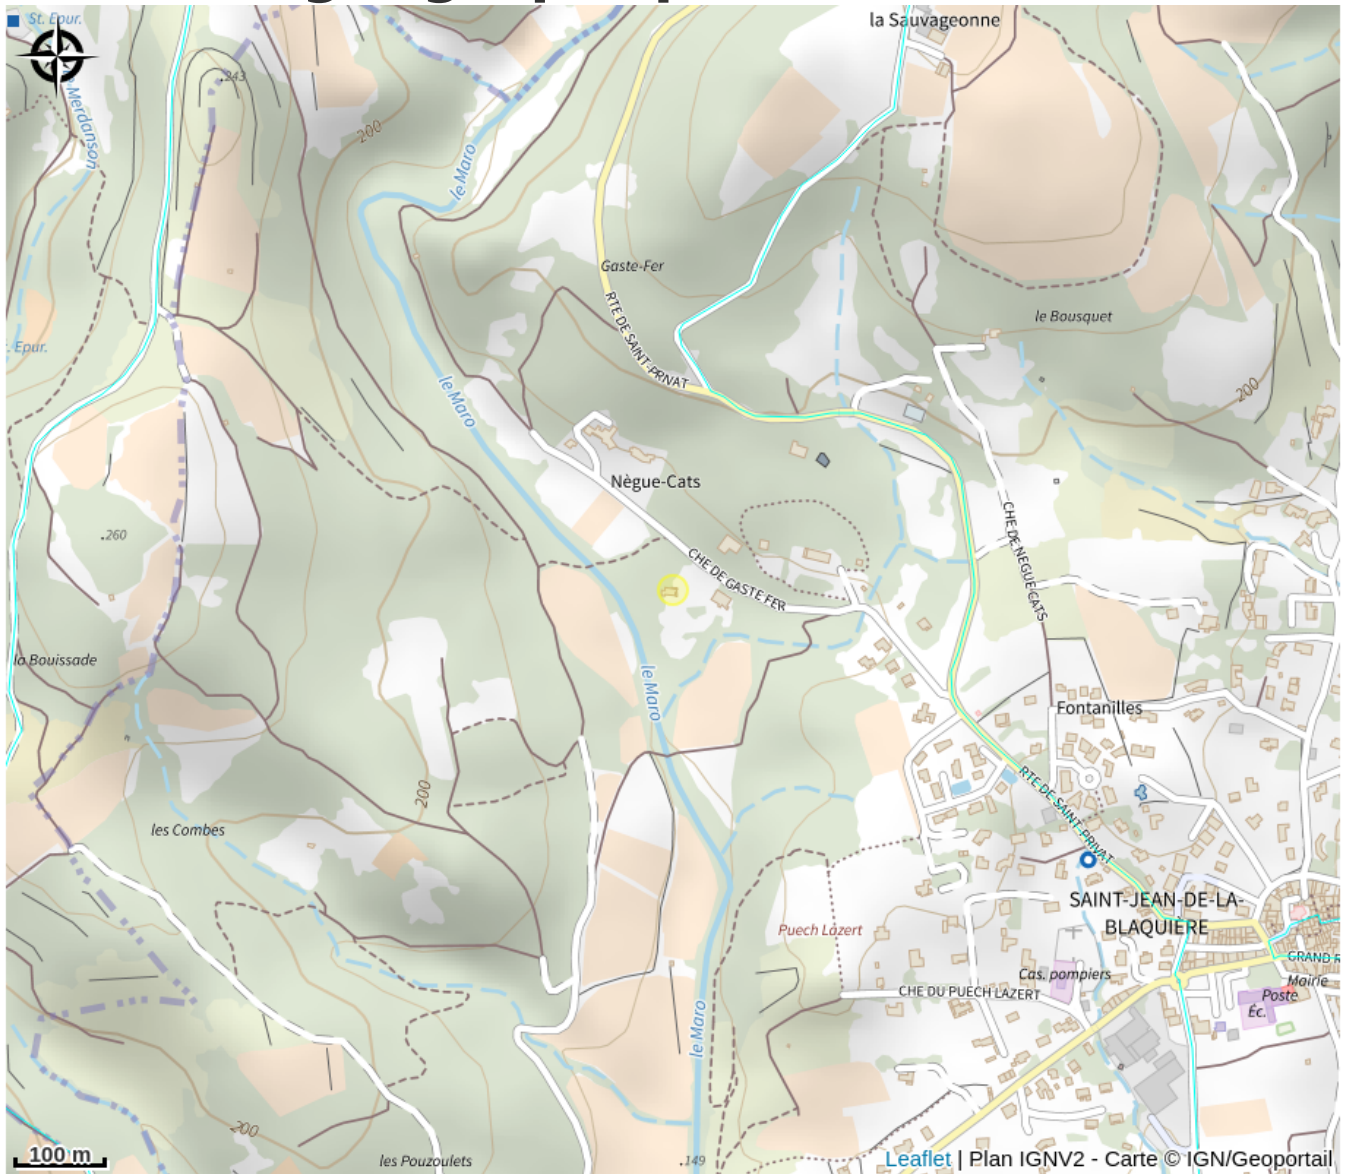 St. Epur.
la Sauvageonne
243
Merdanson
200
le Maro
Gaste-Fer
le Bousquet
Epur.
RTE DE SAINT-PRIVAT
le Maro
200
Nègue-Cats
.260
CHE DE NEGUE CATS
CHE DE GASTE FER
la Bouissade
le Maro
Fontanilles
200
RTE DE SAINT-PRIVAT
les Combes
SAINT-JEAN-DE-LA-
BLAQUIÈRE
Puech Lazert
GRAND R
Cas. pompiers
Mairie
CHE DU PUECH LAZERT
Poste
Éc.
le Maro
200
100 m
les Pouzoulets
.149
Leaflet | Plan IGNV2 - Carte © IGN/Geoportail